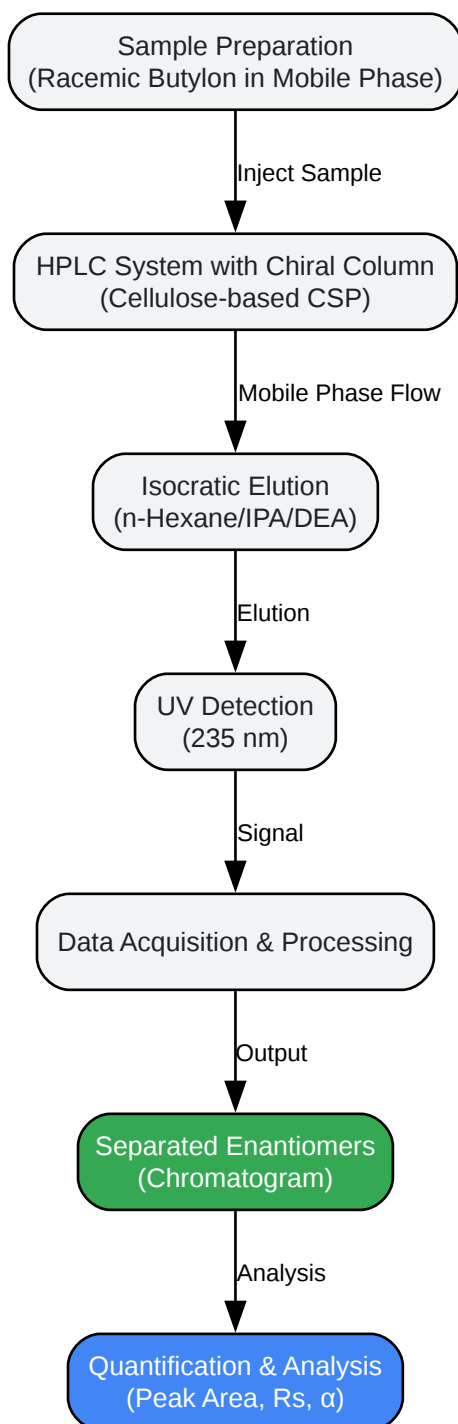 Sample Preparation
(Racemic Butylon in Mobile Phase)
Inject Sample
HPLC System with Chiral Column
(Cellulose-based CSP)
Mobile Phase Flow
Isocratic Elution
(n-Hexane/IPA/DEA)
Elution
UV Detection
(235 nm)
Signal
Data Acquisition & Processing
Output
Separated Enantiomers
(Chromatogram)
Analysis
Quantification & Analysis
(Peak Area, Rs, α)